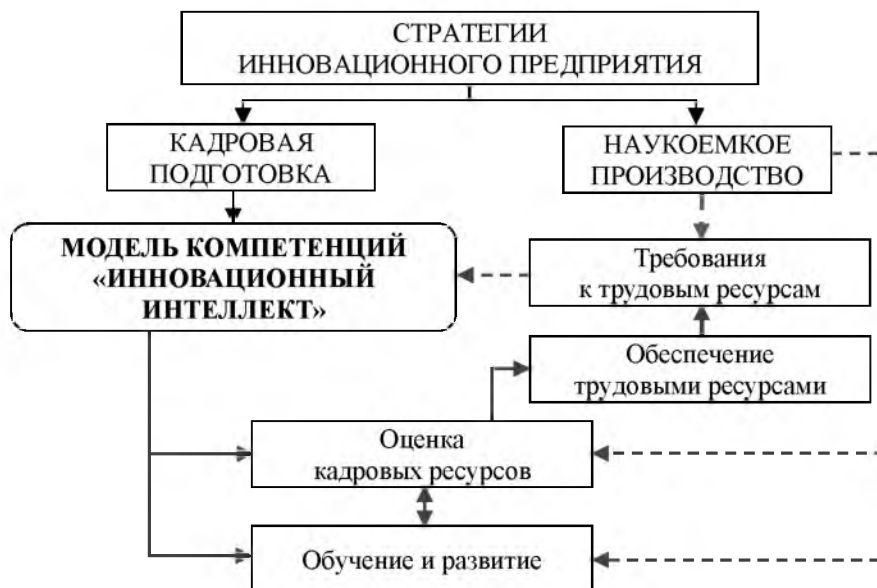 СТРАТЕГИИ
ИННОВАЦИОННОГО ПРЕДПРИЯТИЯ
КАДРОВАЯ
ПОДГОТОВКА
НАУКОЕМКОЕ
ПРОИЗВОДСТВО
МОДЕЛЬ КОМПЕТЕНЦИЙ
«ИННОВАЦИОННЫЙ
ИНТЕЛЛЕКТ»
Требования
к трудовым ресурсам
Обеспечение
трудовыми ресурсами
Оценка
кадровых ресурсов
Обучение и развитие